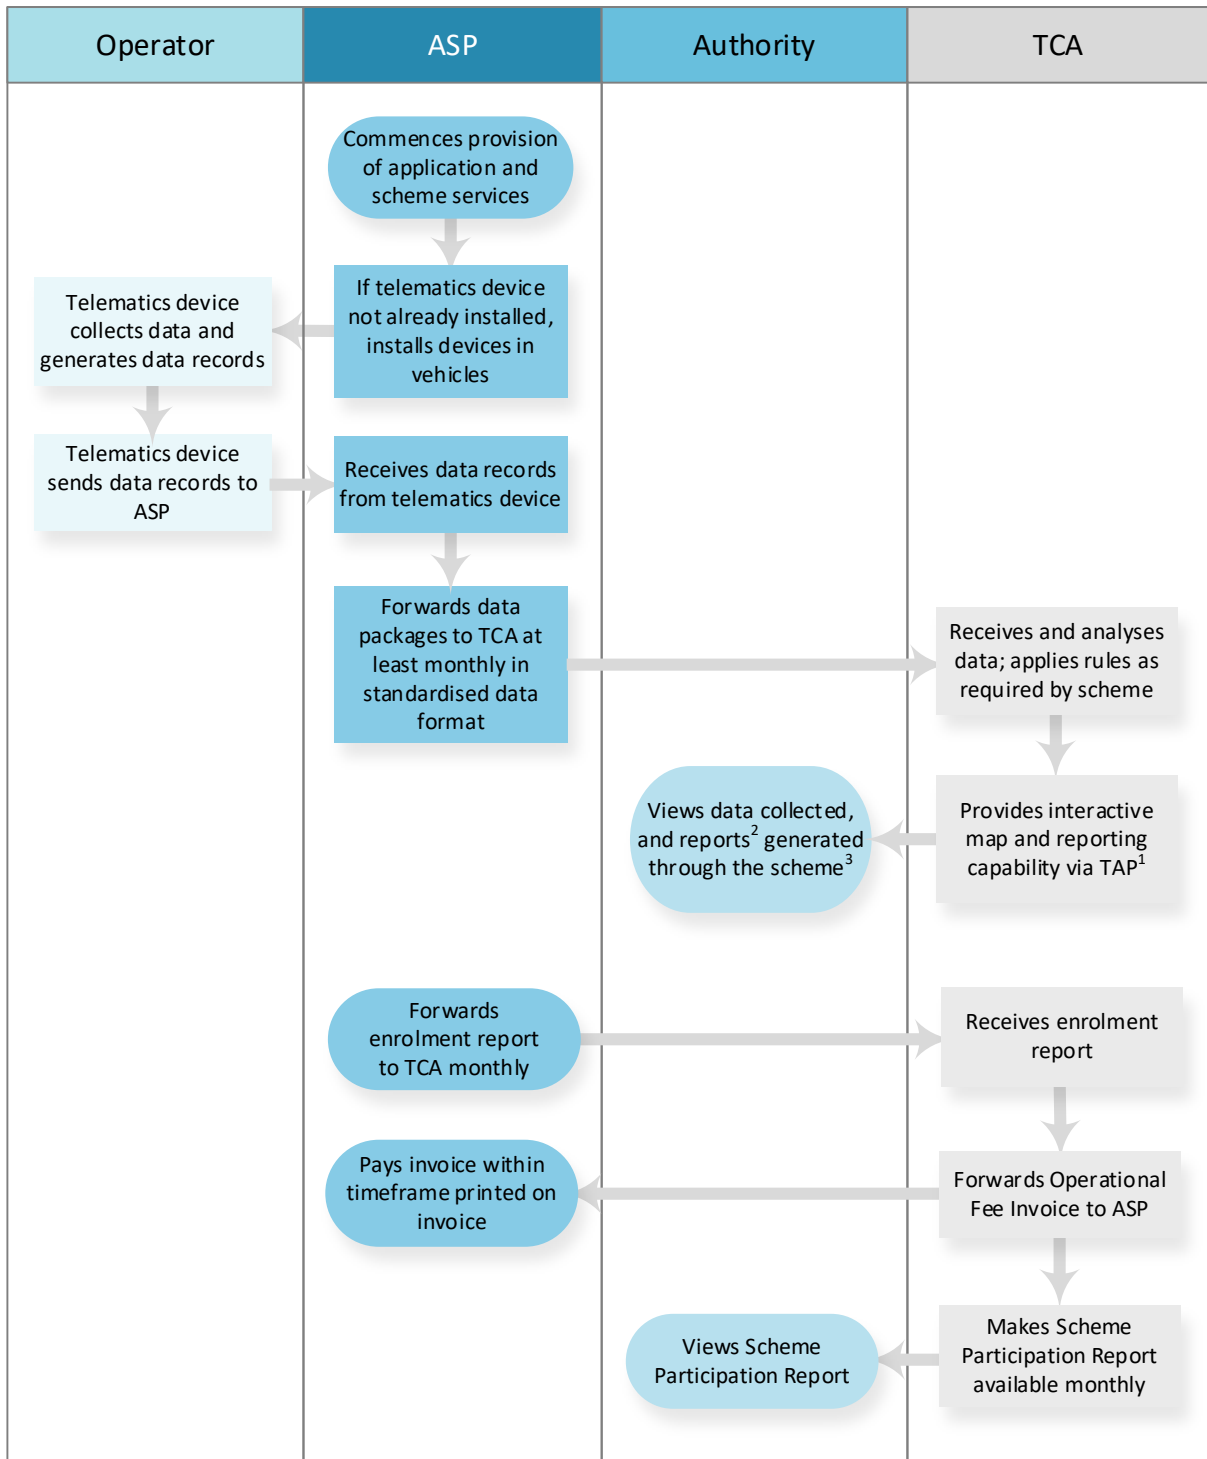 Operator
ASP
Authority
TCA
Commences provision
of application and
scheme services
If telematics device
not already installed,
installs devices in
vehicles
Telematics device
collects data and
generates data records
Telematics device
sends data records to
ASP
Receives data records
from telematics device
Forwards data
packages to TCA at
least monthly in
standardised data
format
Receives and analyses
data; applies rules as
required by scheme
Provides interactive
map and reporting
capability via TAP¹
Views data collected,
and reports² generated
through the scheme³
Forwards
enrolment report
to TCA monthly
Receives enrolment
report
Forwards Operational
Fee Invoice to ASP
Pays invoice within
timeframe printed on
invoice
Makes Scheme
Participation Report
available monthly
Views Scheme
Participation Report